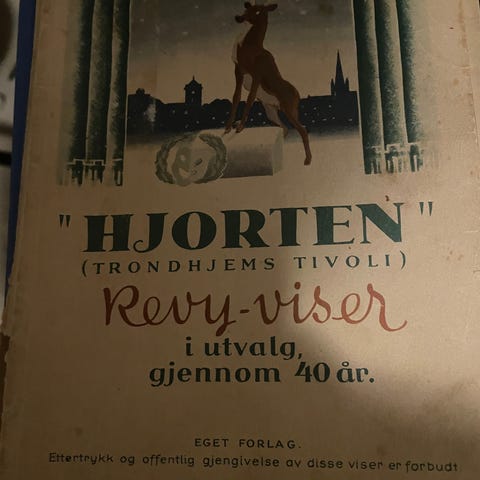 "HJORTEN"
(TRONDHJEMS TIVOLI)
Revy-viser
i utvalg,
gjennom 40 år.
EGET FORLAG.
Ettertrykk og offentlig gjengivelse av disse viser er forbudt